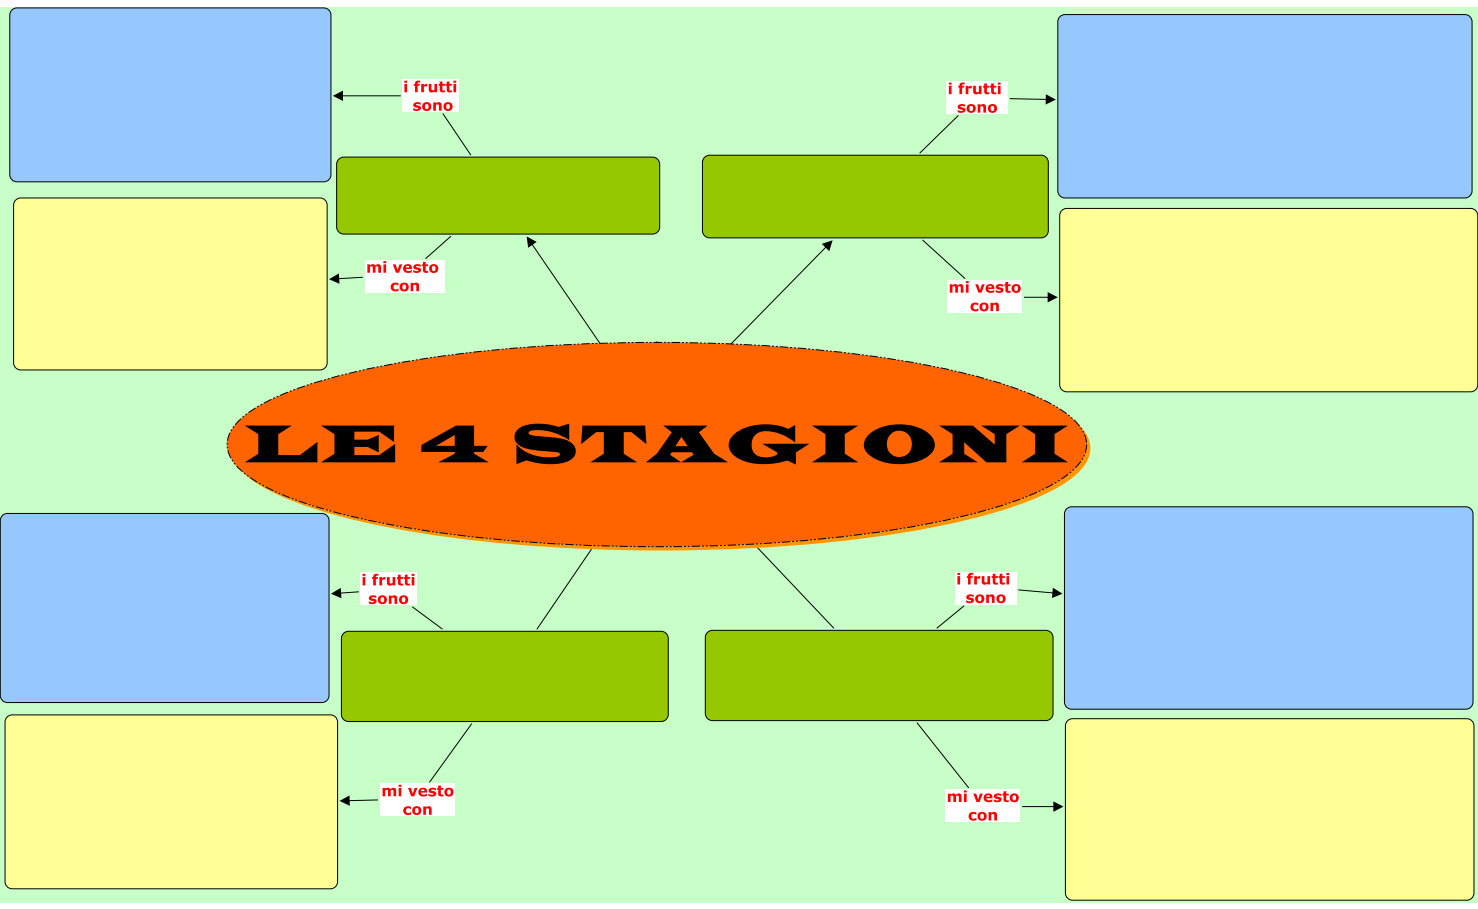 i frutti
sono
i frutti
sono
mi vesto
con
mi vesto
con
LE 4 STAGIONI
i frutti
sono
i frutti
sono
mi vesto
con
mi vesto
con